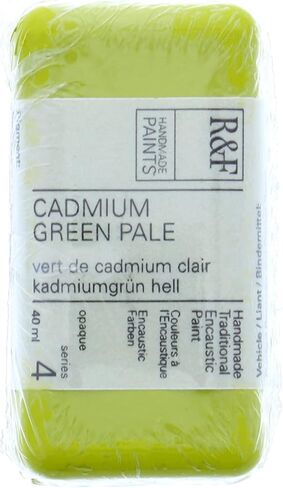 R&F
HANDMADE
PAINTS
CADMIUM
GREEN PALE
vert de cadmium clair
kadmiumgrün hell
Handmade
Traditional
Encaustic
Paint
Couleurs à
l'Encaustique
Encaustic
Farben
opaque
series
4
40 ml
Vehicle / Liant / Bindemittel:
Pigment: